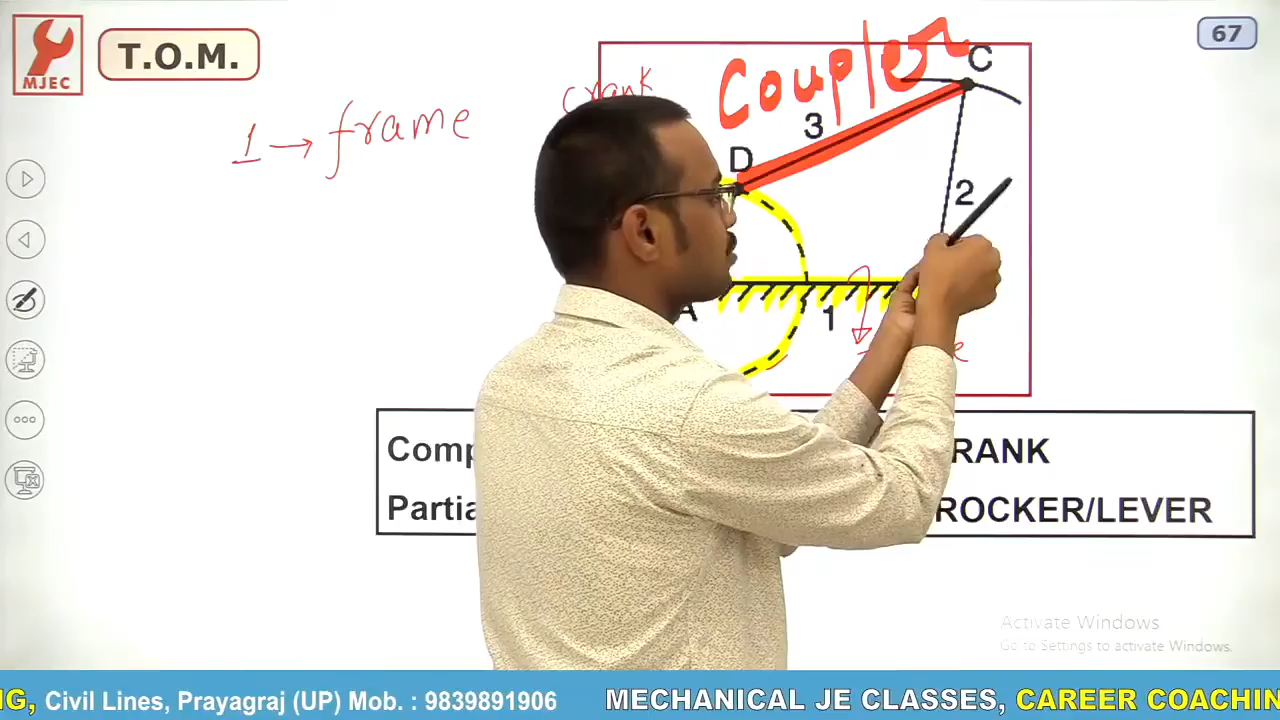 MJEC
T.O.M.
67
1 → frame
crank
Coupler
C
3
D
2
A
1
Comp
RANK
Partia
ROCKER/LEVER
Activate Windows
Go to Settings to activate Windows.
NG, Civil Lines, Prayagraj (UP) Mob. : 9839891906 MECHANICAL JE CLASSES, CAREER COACHIN